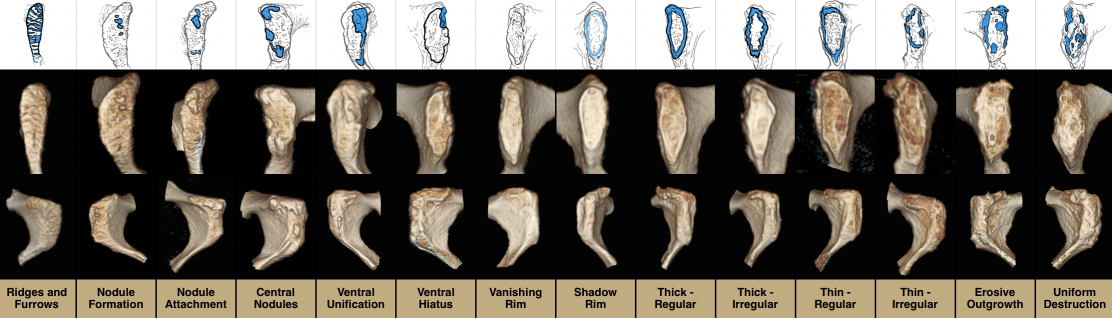 Ridges and
Furrows
Nodule
Formation
Nodule
Attachment
Central
Nodules
Ventral
Unification
Ventral
Hiatus
Vanishing
Rim
Shadow
Rim
Thick -
Regular
Thick -
Irregular
Thin -
Regular
Thin -
Irregular
Erosive
Outgrowth
Uniform
Destruction